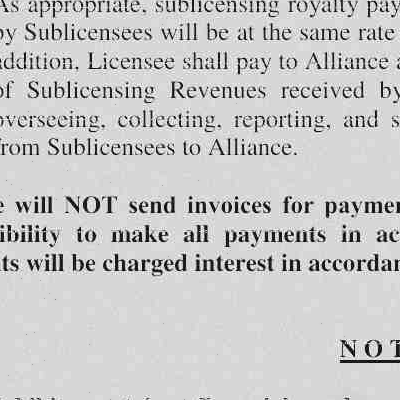 As appropriate, sublicensing royalty pay
by Sublicensees will be at the same rate
addition, Licensee shall pay to Alliance a
of Sublicensing Revenues received by
overseeing, collecting, reporting, and s
from Sublicensees to Alliance.
e will NOT send invoices for paymen
ibility to make all payments in ac
ts will be charged interest in accordan
NOT